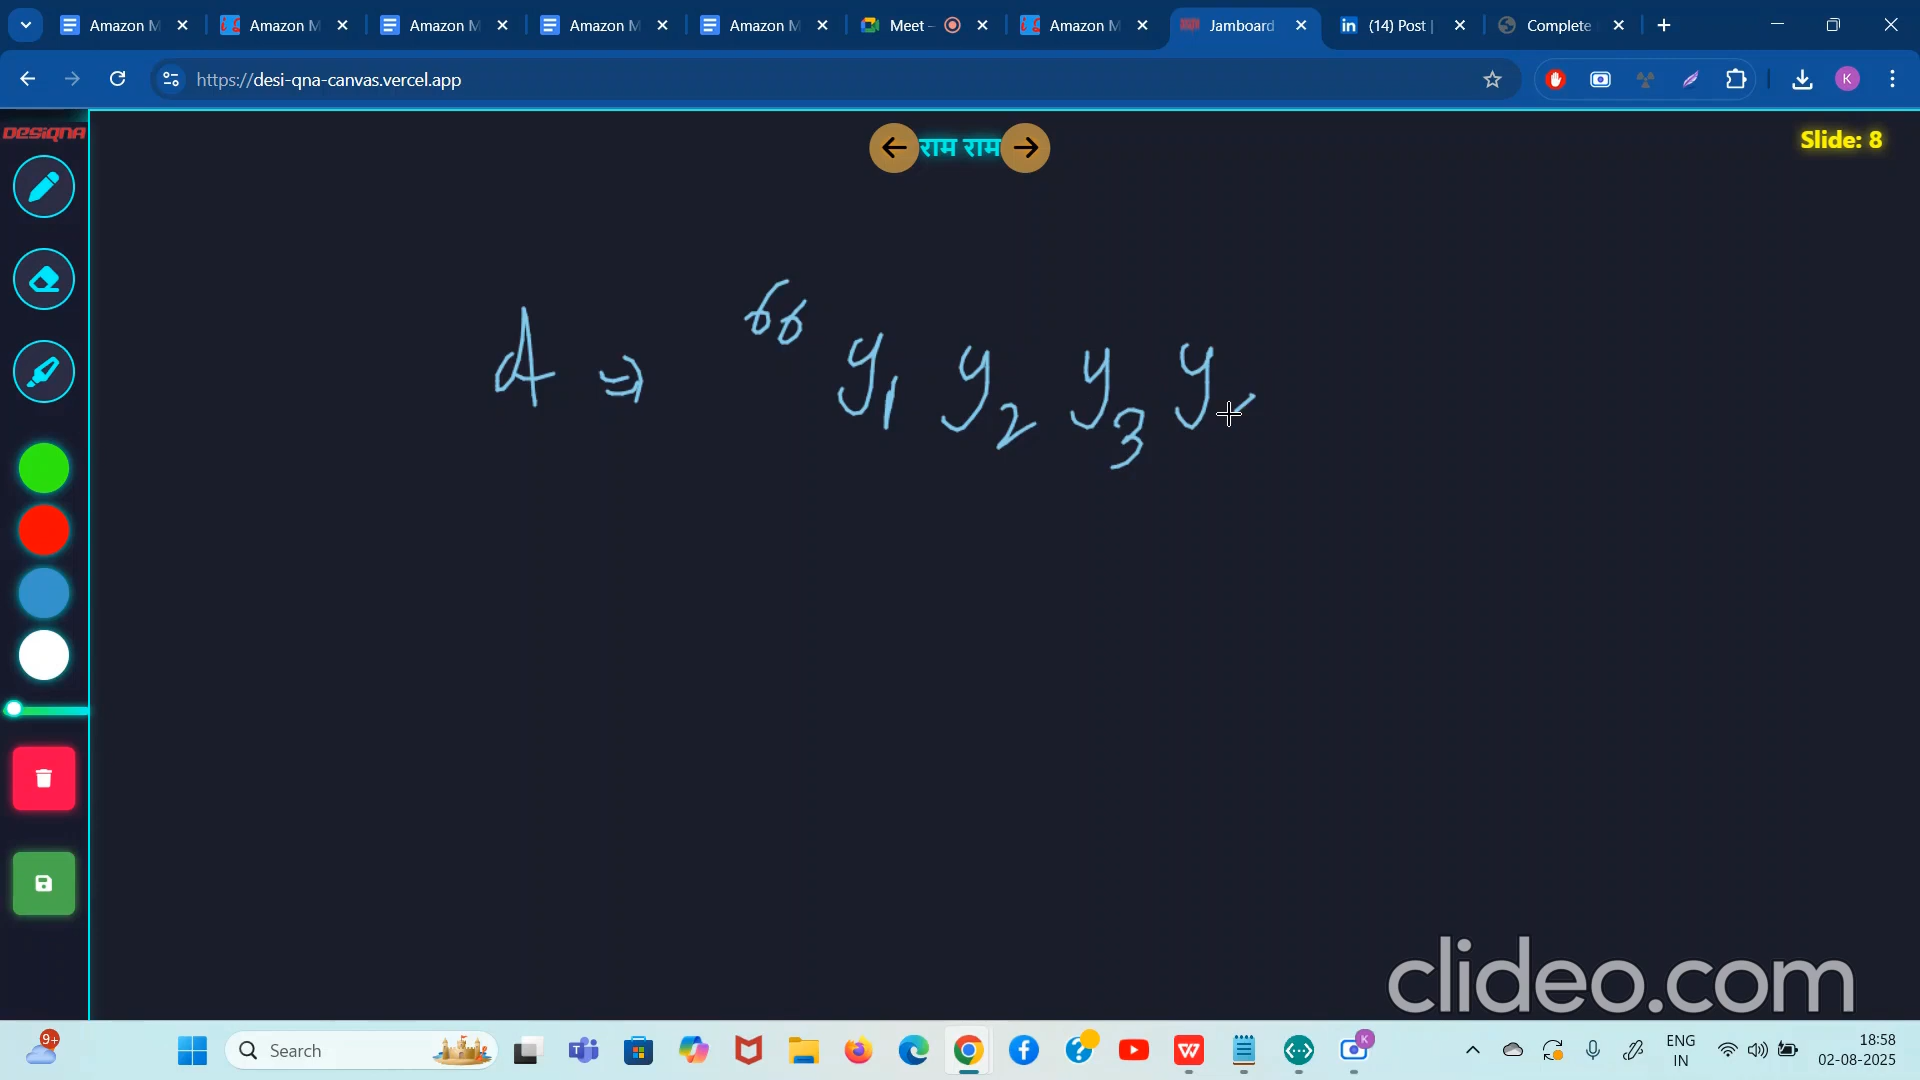 Amazon M
Amazon M
Amazon M
Amazon M
Amazon M
Meet -
Amazon M
Jamboard
(14) Post |
Complete
https://desi-qna-canvas.vercel.app
K
DESIQNA
राम राम
Slide: 8
A ⇒ “ y1 y2 y3 y
clideo.com
9+
Search
K
ENG
IN
18:58
02-08-2025